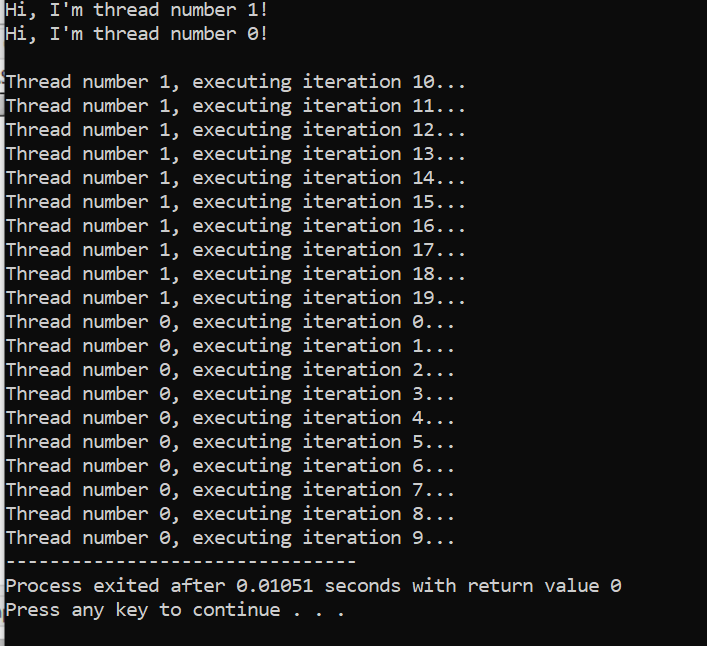 Hi, I'm thread number 1!
Hi, I'm thread number 0!
Thread number 1, executing iteration 10...
Thread number 1, executing iteration 11...
Thread number 1, executing iteration 12...
Thread number 1, executing iteration 13...
Thread number 1, executing iteration 14...
Thread number 1, executing iteration 15...
Thread number 1, executing iteration 16...
Thread number 1, executing iteration 17...
Thread number 1, executing iteration 18...
Thread number 1, executing iteration 19...
Thread number 0, executing iteration 0...
Thread number 0, executing iteration 1...
Thread number 0, executing iteration 2...
Thread number 0, executing iteration 3...
Thread number 0, executing iteration 4...
Thread number 0, executing iteration 5...
Thread number 0, executing iteration 6...
Thread number 0, executing iteration 7...
Thread number 0, executing iteration 8...
Thread number 0, executing iteration 9...
--------------------------------
Process exited after 0.01051 seconds with return value 0
Press any key to continue . . .